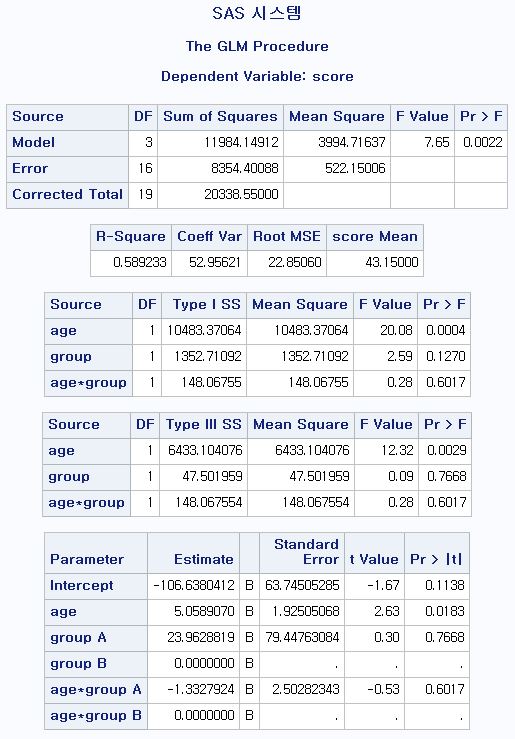 SAS 시스템
The GLM Procedure
Dependent Variable: score
Source DF Sum of Squares Mean Square F Value Pr > F
Model 3 11984.14912 3994.71637 7.65 0.0022
Error 16 8354.40088 522.15006
Corrected Total 19 20338.55000
R-Square Coeff Var Root MSE score Mean
0.589233 52.95621 22.85060 43.15000
Source DF Type I SS Mean Square F Value Pr > F
age 1 10483.37064 10483.37064 20.08 0.0004
group 1 1352.71092 1352.71092 2.59 0.1270
age*group 1 148.06755 148.06755 0.28 0.6017
Source DF Type III SS Mean Square F Value Pr > F
age 1 6433.104076 6433.104076 12.32 0.0029
group 1 47.501959 47.501959 0.09 0.7668
age*group 1 148.067554 148.067554 0.28 0.6017
Parameter Estimate Standard Error t Value Pr > |t|
Intercept -106.6380412 B 63.74505285 -1.67 0.1138
age 5.0589070 B 1.92505068 2.63 0.0183
group A 23.9628819 B 79.44763084 0.30 0.7668
group B 0.0000000 B . . .
age*group A -1.3327924 B 2.50282343 -0.53 0.6017
age*group B 0.0000000 B . . .